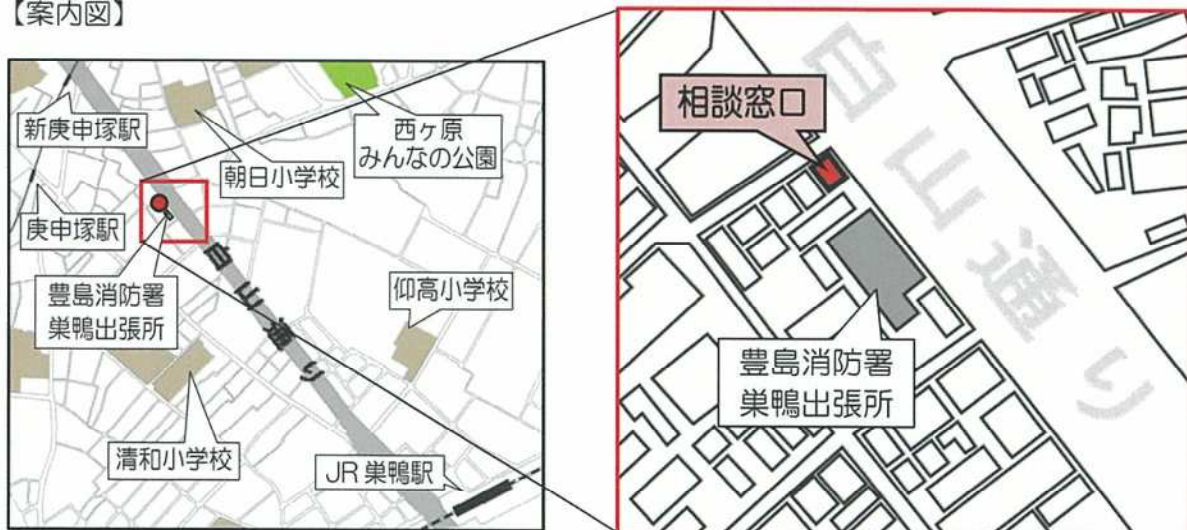 【案内図】
新庚申塚駅
朝日小学校
西ヶ原
みんなの公園
庚申塚駅
豊島消防署
巣鴨出張所
白山通り
仰高小学校
清和小学校
JR 巣鴨駅
相談窓口
白山通り
豊島消防署
巣鴨出張所